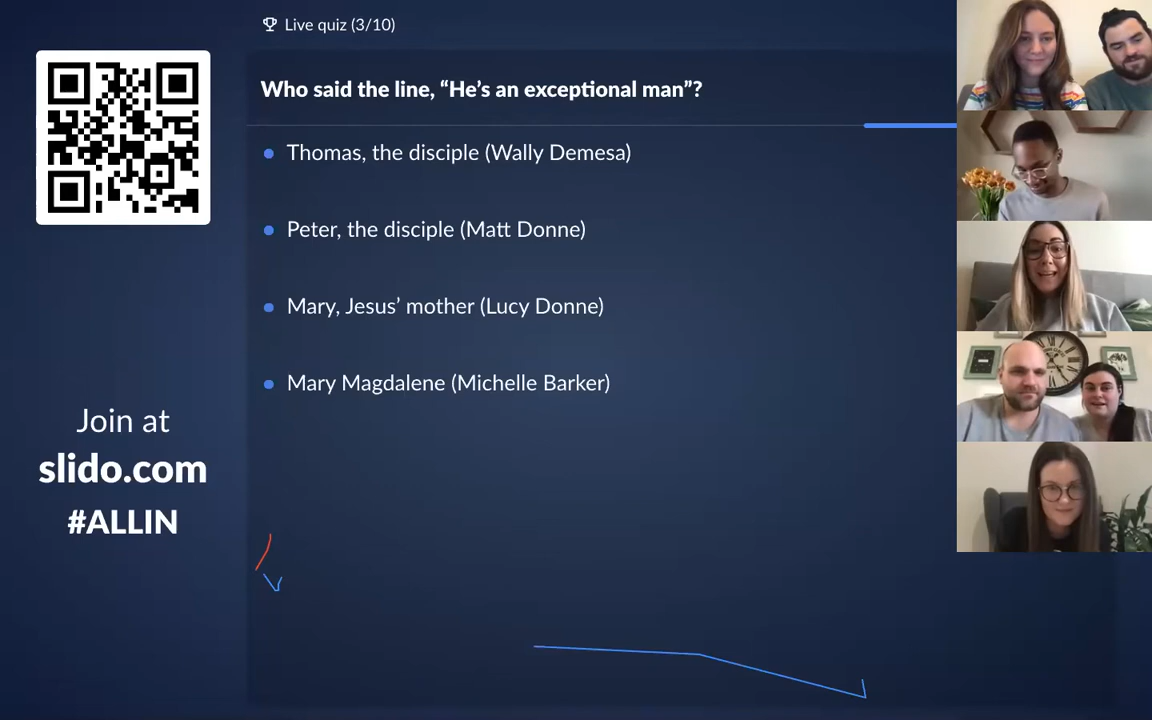 Live quiz (3/10)
Who said the line, “He’s an exceptional man”?
Thomas, the disciple (Wally Demesa)
Peter, the disciple (Matt Donne)
Mary, Jesus’ mother (Lucy Donne)
Mary Magdalene (Michelle Barker)
Join at
slido.com
#ALLIN